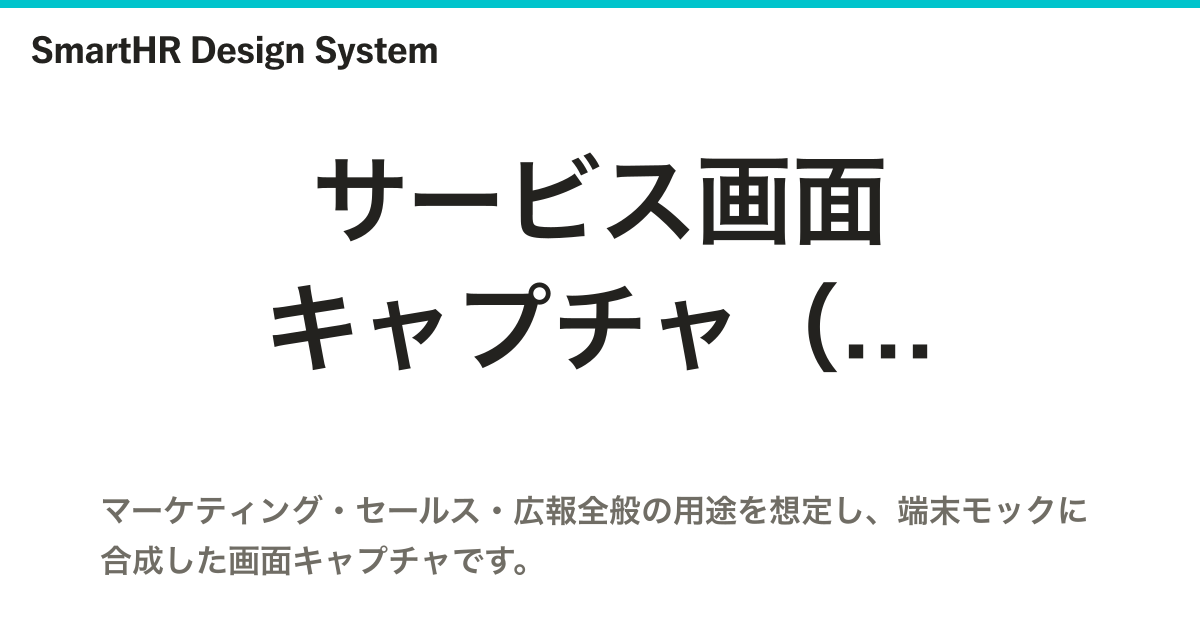 SmartHR Design System
サービス画面
キャプチャ（...
マーケティング・セールス・広報全般の用途を想定し、端末モックに
合成した画面キャプチャです。